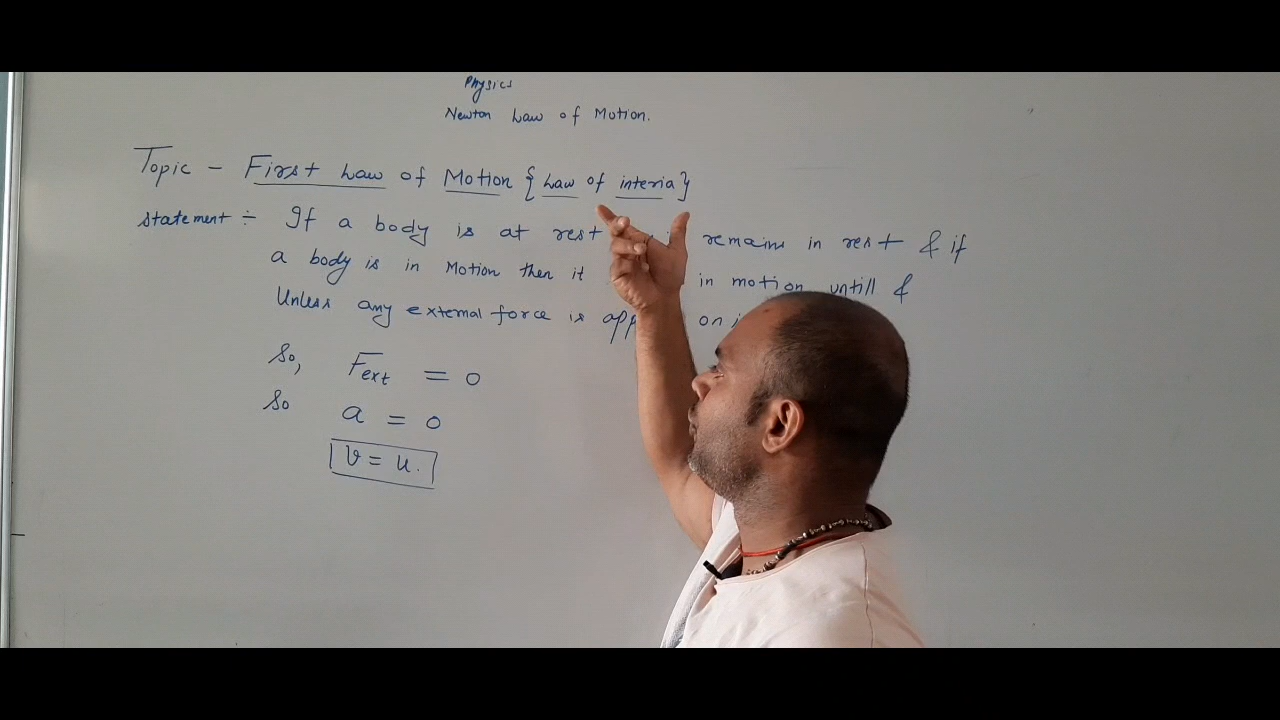 Physics
Newton Law of Motion.
Topic - First Law of Motion { Law of interia}
statement ÷ If a body is at rest remains in rest & if
a body is in Motion then it in motion untill &
Unless any external force is app on
So, Fext = 0
So a = 0
v = u.